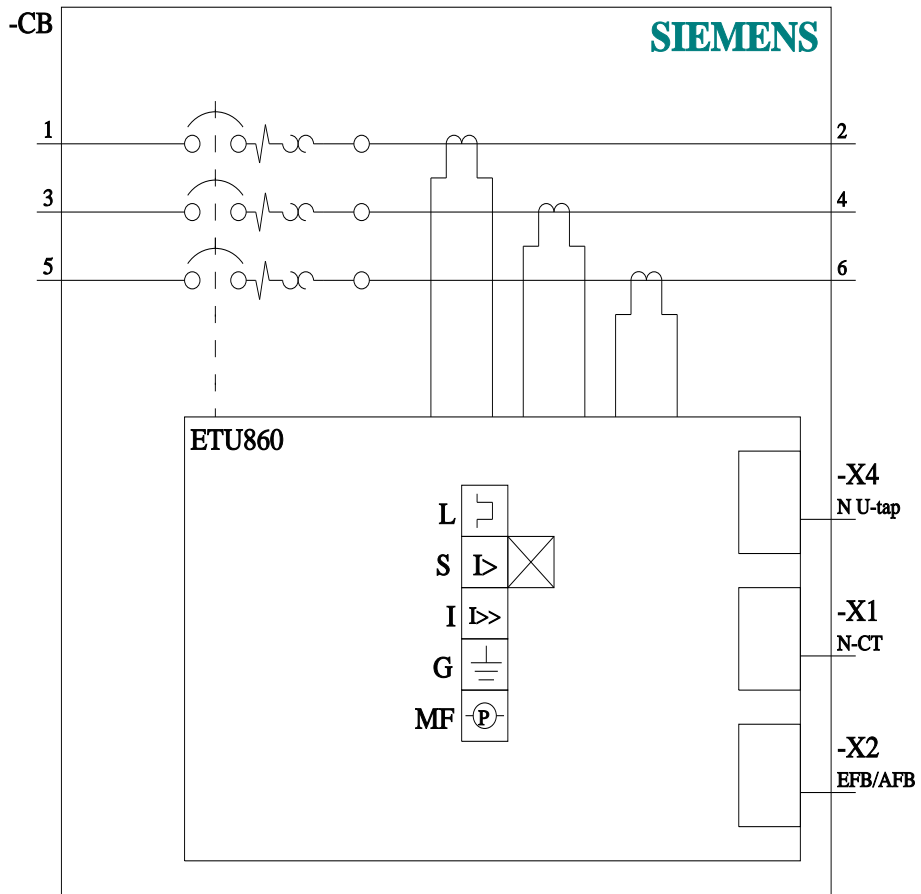 -CB
SIEMENS
1
2
3
4
5
6
ETU860
-X4
N U-tap
L
S I>
I I>>
-X1
N-CT
G
MF P
-X2
EFB/AFB